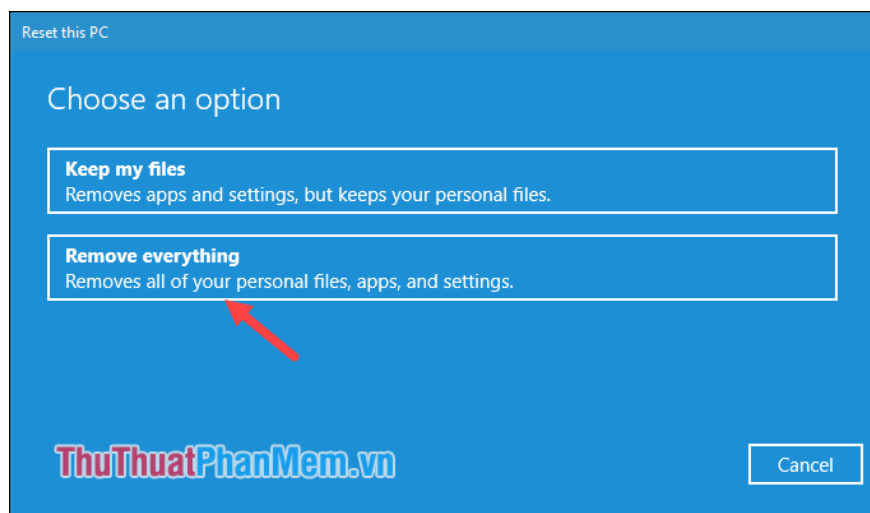 Reset this PC
Choose an option
Keep my files
Removes apps and settings, but keeps your personal files.
Remove everything
Removes all of your personal files, apps, and settings.
ThuThuatPhanMem.vn
Cancel